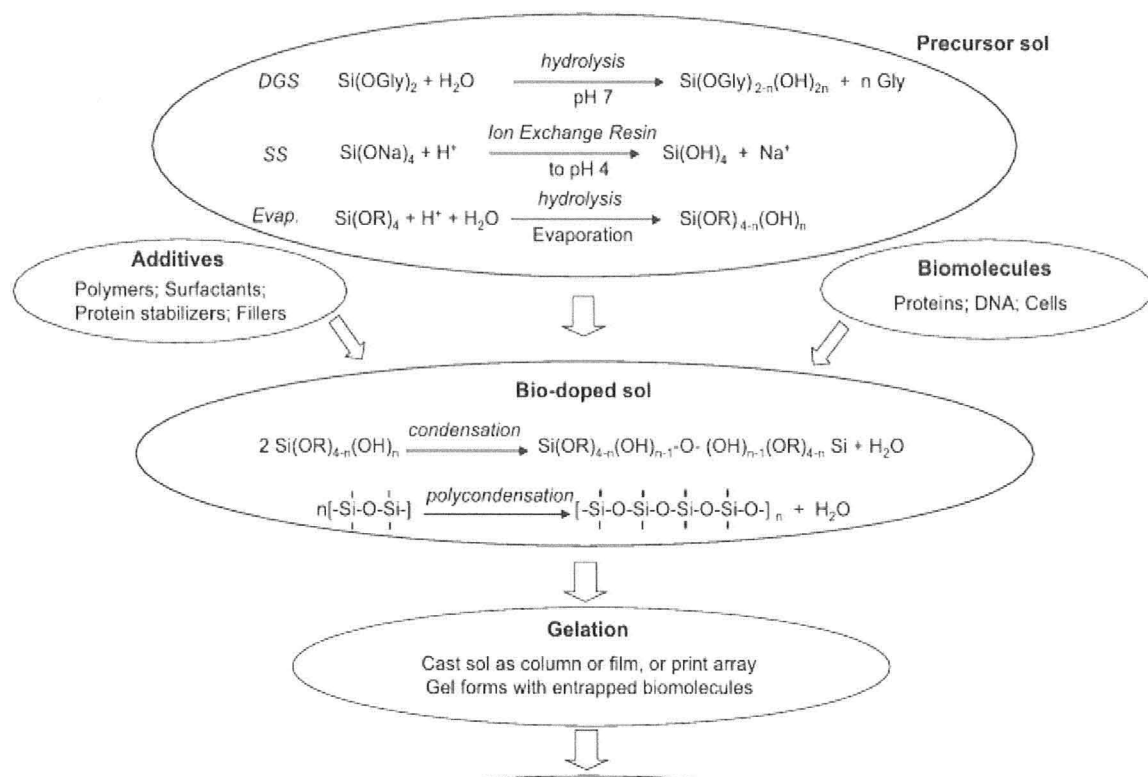 Precursor sol
DGS Si(OGly)₂ + H₂O hydrolysis pH 7 Si(OGly)₂₋ₙ(OH)₂ₙ + n Gly
SS Si(ONa)₄ + H⁺ Ion Exchange Resin to pH 4 Si(OH)₄ + Na⁺
Evap. Si(OR)₄ + H⁺ + H₂O hydrolysis Evaporation Si(OR)₄₋ₙ(OH)ₙ
Additives
Polymers; Surfactants;
Protein stabilizers; Fillers
Biomolecules
Proteins; DNA; Cells
Bio-doped sol
2 Si(OR)₄₋ₙ(OH)ₙ condensation Si(OR)₄₋ₙ(OH)ₙ₋₁-O- (OH)ₙ₋₁(OR)₄₋ₙ Si + H₂O
n[-Si-O-Si-] polycondensation [-Si-O-Si-O-Si-O-Si-O-]ₙ + H₂O
Gelation
Cast sol as column or film, or print array
Gel forms with entrapped biomolecules